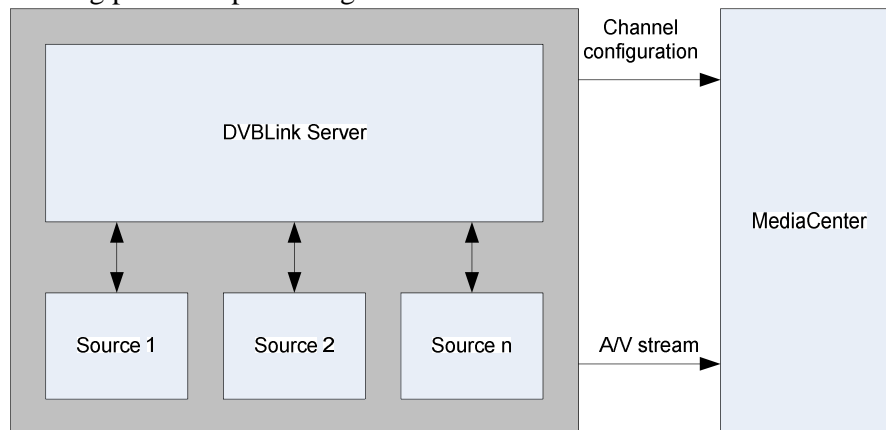 Channel
configuration
DVBLink Server
MediaCenter
Source 1
Source 2
Source n
A/V stream